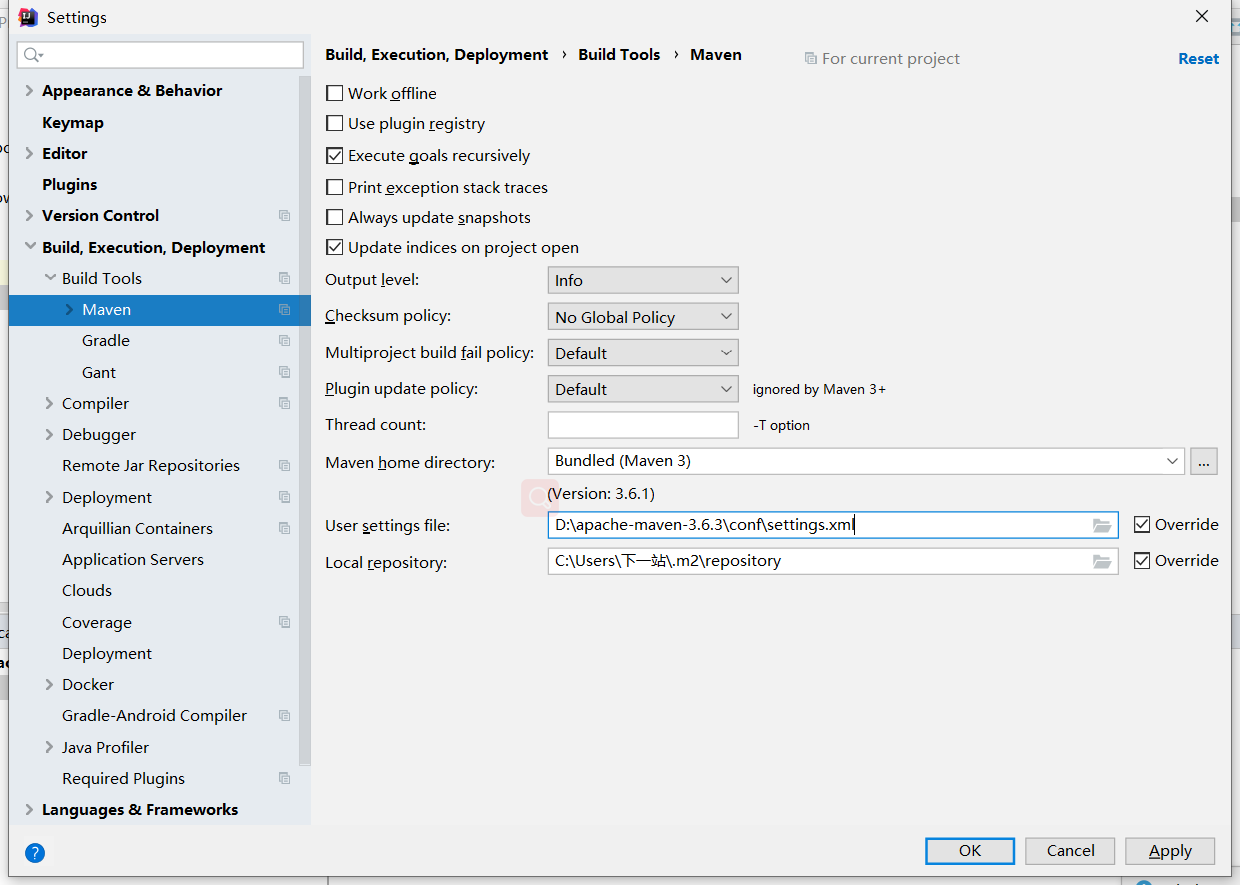 Settings
Build, Execution, Deployment › Build Tools › Maven
For current project
Reset
Appearance & Behavior
Keymap
Editor
Plugins
Version Control
Build, Execution, Deployment
Build Tools
Maven
Gradle
Gant
Compiler
Debugger
Remote Jar Repositories
Deployment
Arquillian Containers
Application Servers
Clouds
Coverage
Deployment
Docker
Gradle-Android Compiler
Java Profiler
Required Plugins
Languages & Frameworks
Work offline
Use plugin registry
Execute goals recursively
Print exception stack traces
Always update snapshots
Update indices on project open
Output level: Info
Checksum policy: No Global Policy
Multiproject build fail policy: Default
Plugin update policy: Default ignored by Maven 3+
Thread count: -T option
Maven home directory: Bundled (Maven 3) ...
(Version: 3.6.1)
User settings file: D:\apache-maven-3.6.3\conf\settings.xml Override
Local repository: C:\Users\下一站\.m2\repository Override
? OK Cancel Apply